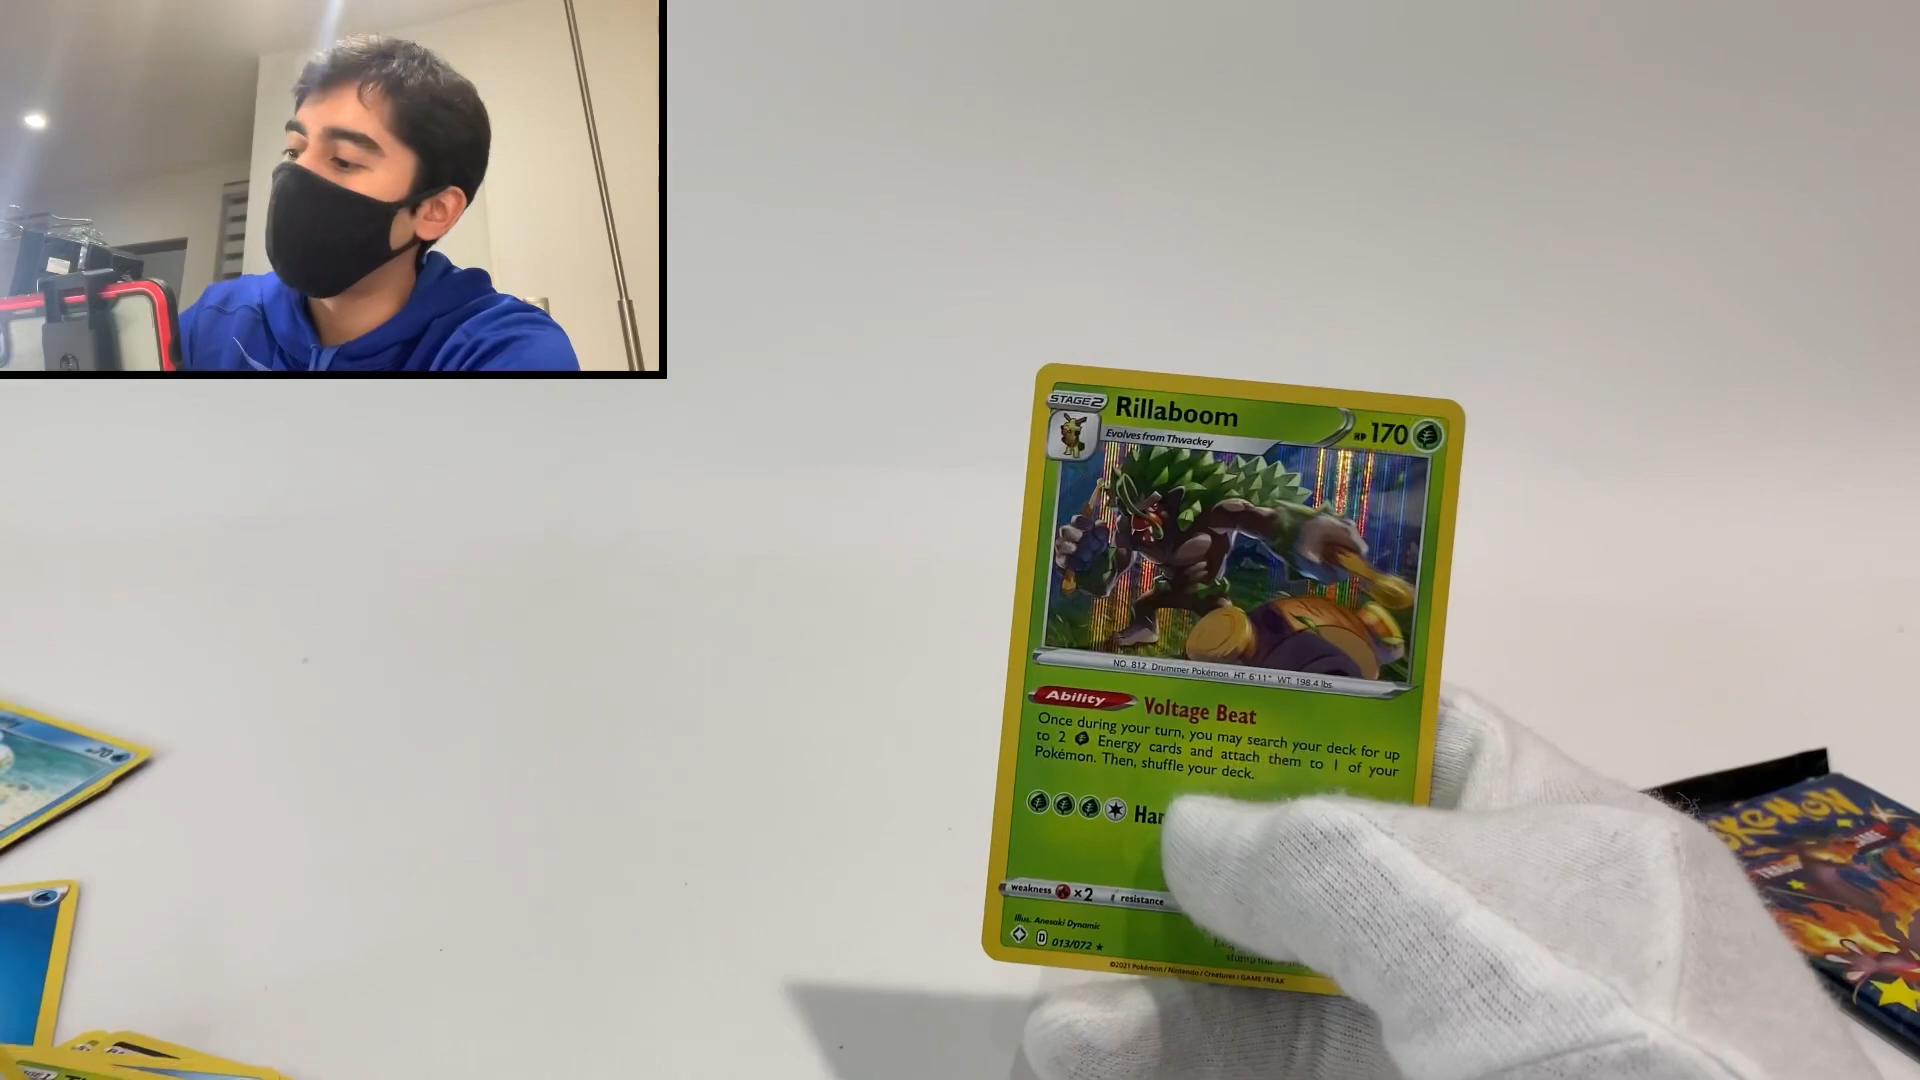 STAGE2
Rillaboom
HP 170
Evolves from Thwackey
NO. 812 Drummer Pokémon HT 6'11" WT. 198.4 lbs.
Ability Voltage Beat
Once during your turn, you may search your deck for up
to 2 Energy cards and attach them to 1 of your
Pokémon. Then, shuffle your deck.
Har
weakness ×2 resistance
Illus. Anesaki Dynamic
D 013/072
©2021 Pokémon / Nintendo / Creatures / GAME FREAK
70
POKÉMON